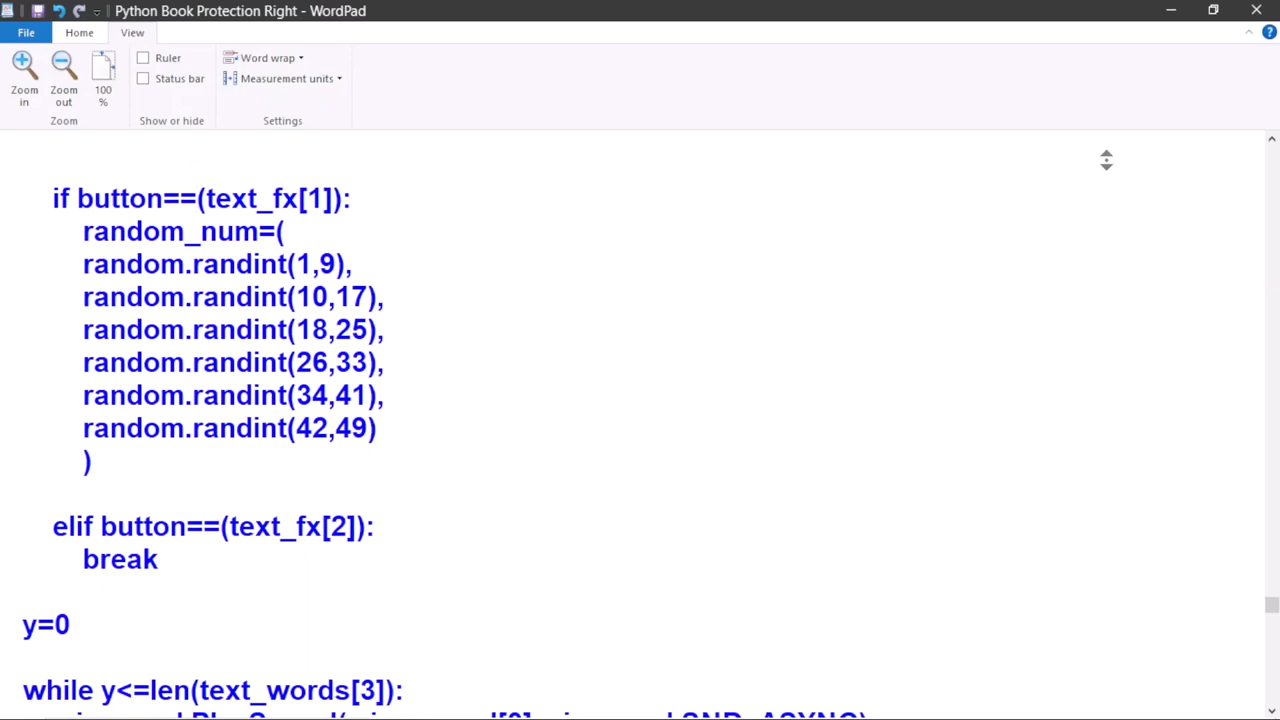 Python Book Protection Right - WordPad
File Home View
Zoom in
Zoom out
100 %
Zoom
Ruler
Status bar
Show or hide
Word wrap
Measurement units
Settings
if button==(text_fx[1]):
random_num=(
random.randint(1,9),
random.randint(10,17),
random.randint(18,25),
random.randint(26,33),
random.randint(34,41),
random.randint(42,49)
)
elif button==(text_fx[2]):
break
y=0
while y<=len(text_words[3]):